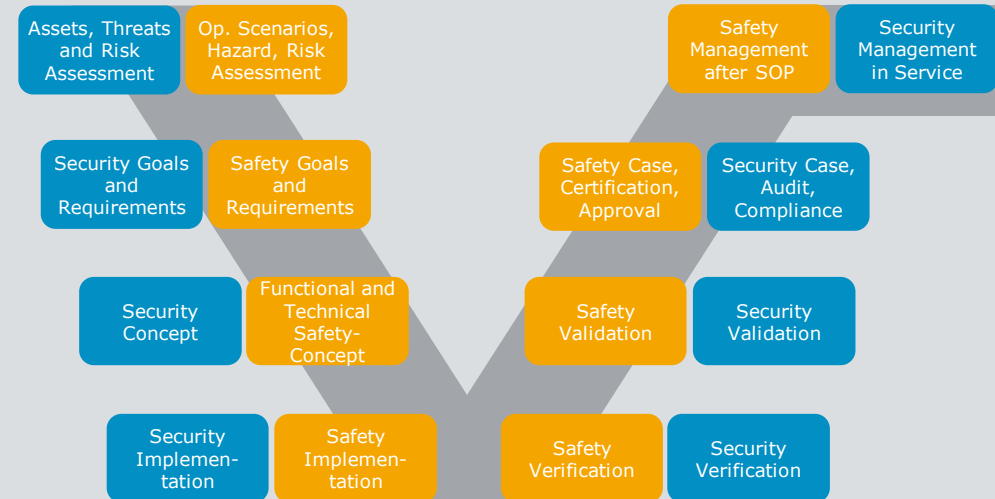 Assets, Threats
and Risk
Assessment
Op. Scenarios,
Hazard, Risk
Assessment
Safety
Management
after SOP
Security
Management
in Service
Security Goals
and
Requirements
Safety Goals
and
Requirements
Safety Case,
Certification,
Approval
Security Case,
Audit,
Compliance
Security
Concept
Functional and
Technical
Safety-
Concept
Safety
Validation
Security
Validation
Security
Implemen-
tation
Safety
Implemen-
tation
Safety
Verification
Security
Verification